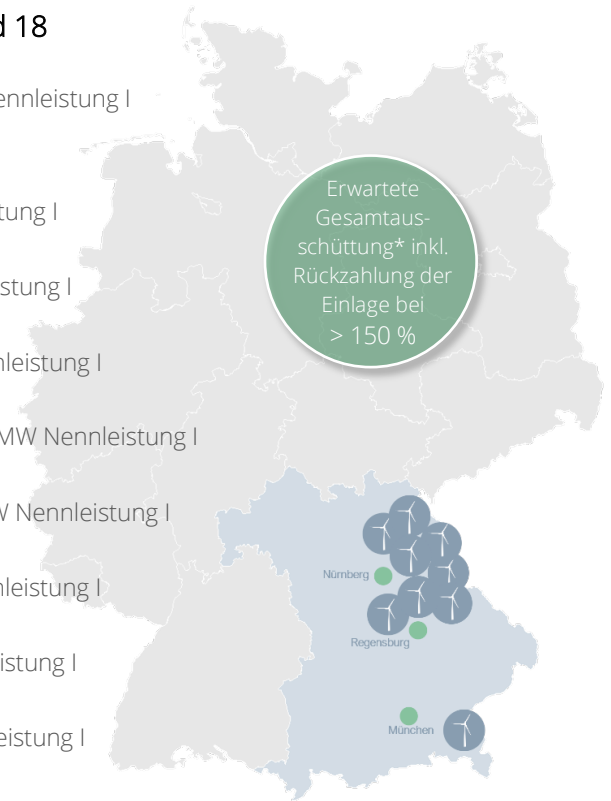 d 18
ennleistung I
tung I
stung I
nleistung I
MW Nennleistung I
W Nennleistung I
nleistung I
istung I
eistung I
Erwartete
Gesamtaus-
schüttung* inkl.
Rückzahlung der
Einlage bei
> 150 %
Nürnberg
Regensburg
München